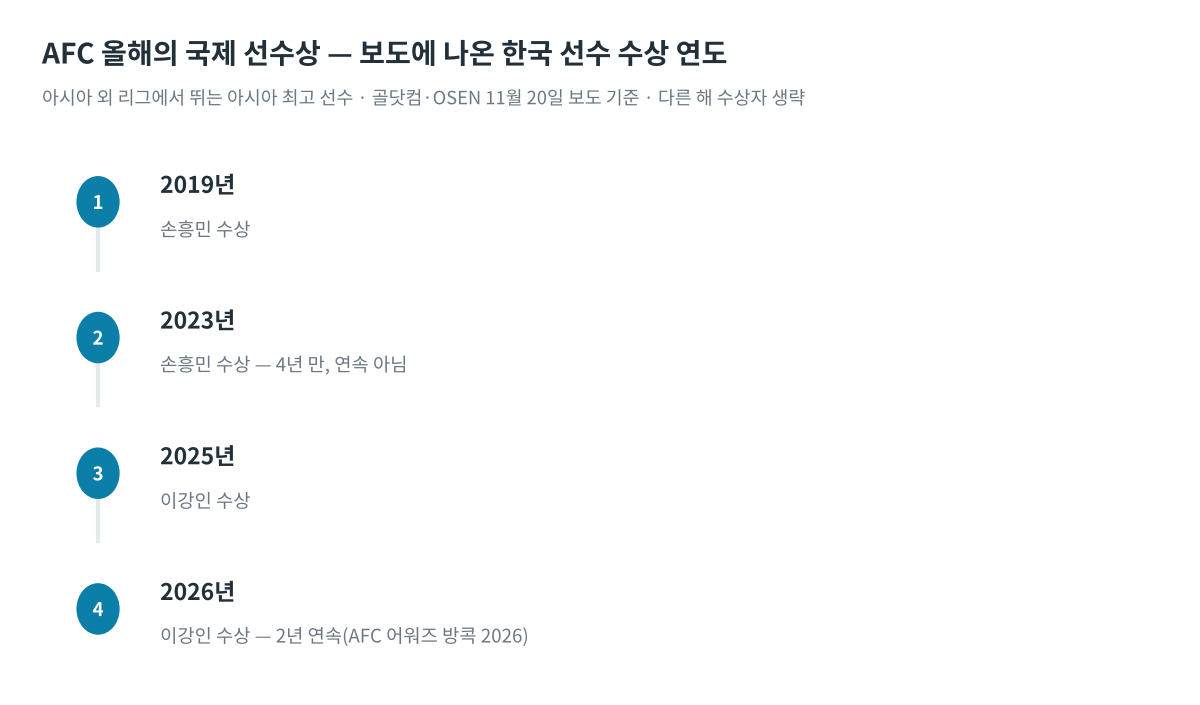 AFC 올해의 국제 선수상 — 보도에 나온 한국 선수 수상 연도
아시아 외 리그에서 뛰는 아시아 최고 선수 · 골닷컴·OSEN 11월 20일 보도 기준 · 다른 해 수상자 생략
1
2019년
손흥민 수상
2
2023년
손흥민 수상 — 4년 만, 연속 아님
3
2025년
이강인 수상
4
2026년
이강인 수상 — 2년 연속(AFC 어워즈 방콕 2026)